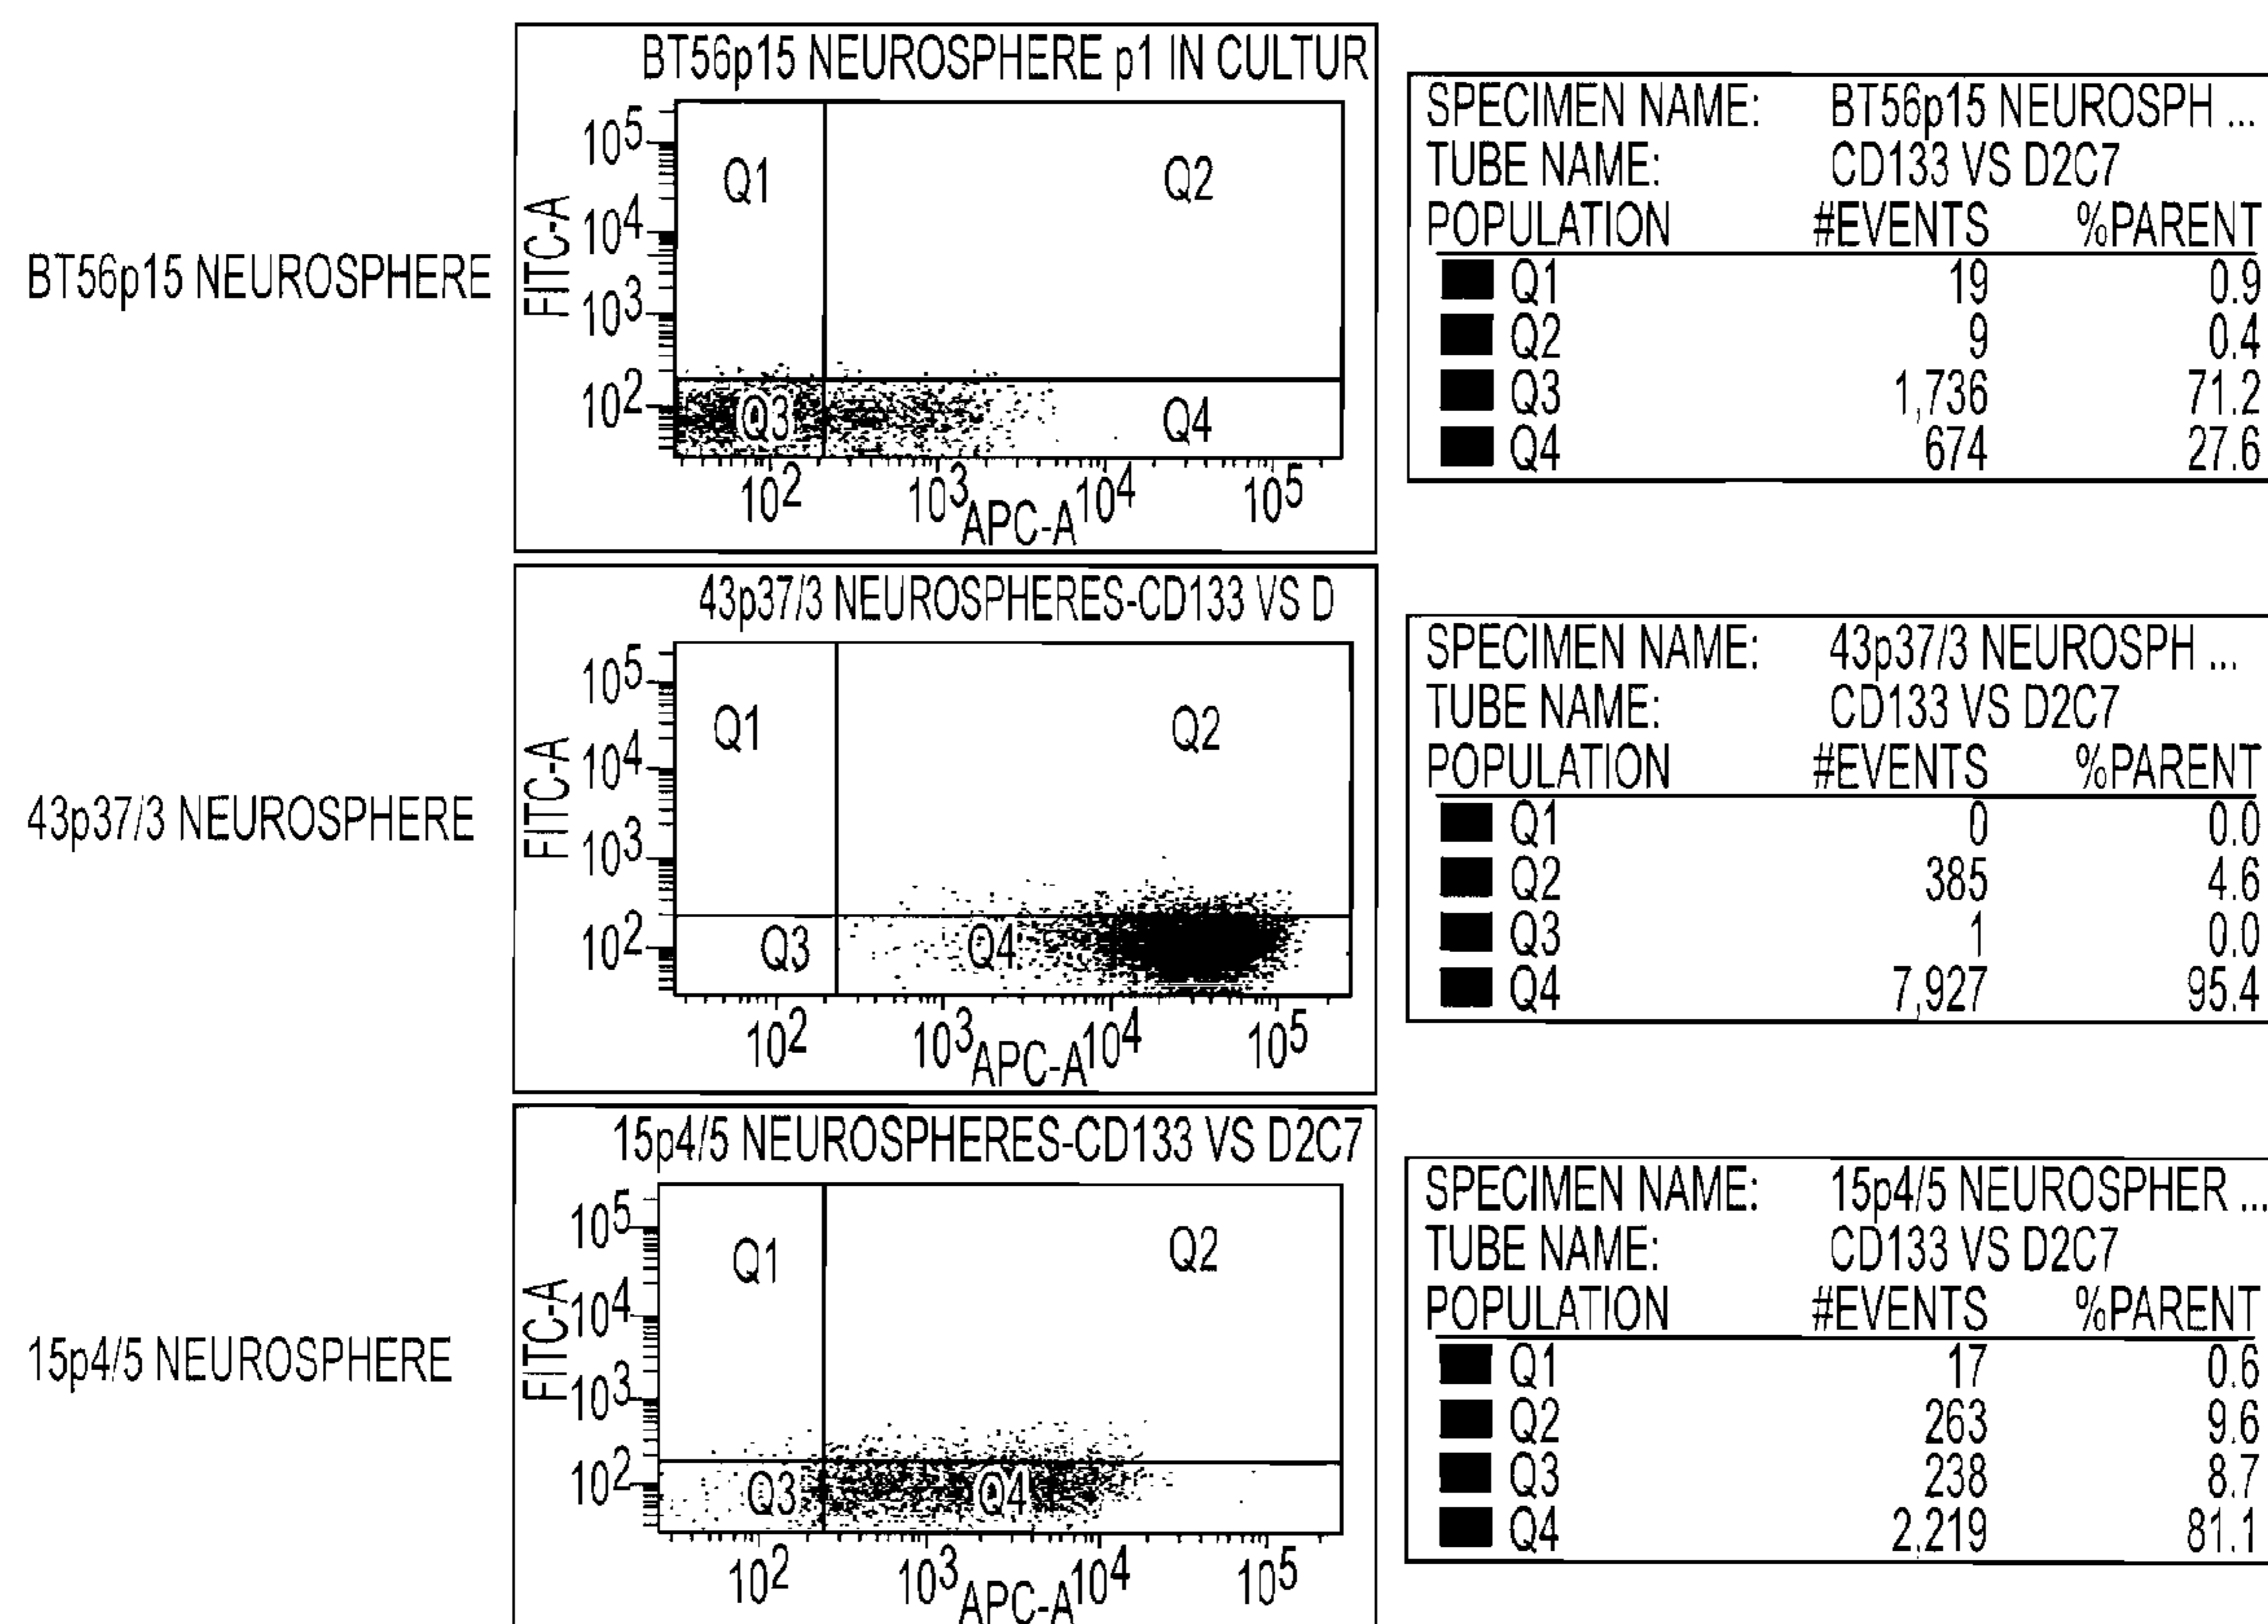 BT56p15 NEUROSPHERE
BT56p15 NEUROSPHERE p1 IN CULTUR
FITC-A
10^5
10^4
10^3
10^2
Q1
Q2
Q3
Q4
10^2 10^3 10^4 10^5
APC-A
SPECIMEN NAME: BT56p15 NEUROSPH ...
TUBE NAME: CD133 VS D2C7
POPULATION #EVENTS %PARENT
Q1 19 0.9
Q2 9 0.4
Q3 1,736 71.2
Q4 674 27.6
43p37/3 NEUROSPHERE
43p37/3 NEUROSPHERES-CD133 VS D
FITC-A
10^5
10^4
10^3
10^2
Q1
Q2
Q3
Q4
10^2 10^3 10^4 10^5
APC-A
SPECIMEN NAME: 43p37/3 NEUROSPH ...
TUBE NAME: CD133 VS D2C7
POPULATION #EVENTS %PARENT
Q1 0 0.0
Q2 385 4.6
Q3 1 0.0
Q4 7,927 95.4
15p4/5 NEUROSPHERE
15p4/5 NEUROSPHERES-CD133 VS D2C7
FITC-A
10^5
10^4
10^3
10^2
Q1
Q2
Q3
Q4
10^2 10^3 10^4 10^5
APC-A
SPECIMEN NAME: 15p4/5 NEUROSPHER ...
TUBE NAME: CD133 VS D2C7
POPULATION #EVENTS %PARENT
Q1 17 0.6
Q2 263 9.6
Q3 238 8.7
Q4 2,219 81.1